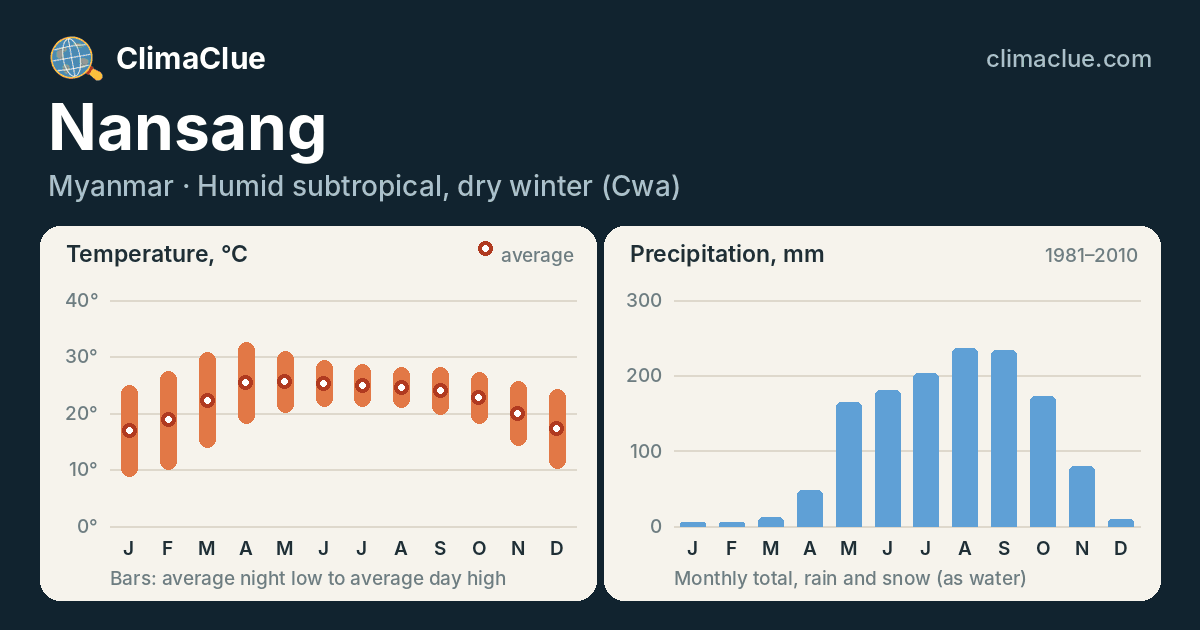 ClimaClue
climaclue.com
Nansang
Myanmar · Humid subtropical, dry winter (Cwa)
Temperature, °C
average
40°
30°
20°
10°
0°
J F M A M J J A S O N D
Bars: average night low to average day high
Precipitation, mm
1981–2010
300
200
100
0
J F M A M J J A S O N D
Monthly total, rain and snow (as water)